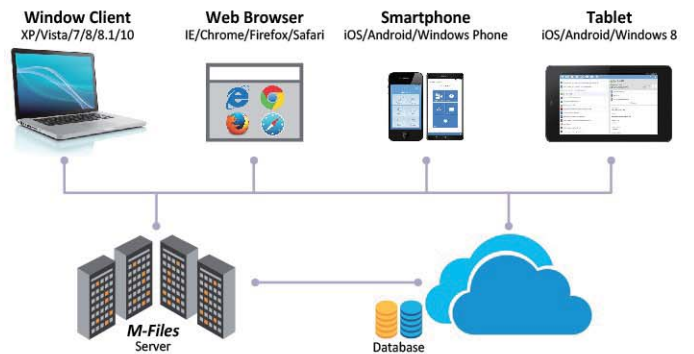 Window Client
XP/Vista/7/8/8.1/10
Web Browser
IE/Chrome/Firefox/Safari
Smartphone
iOS/Android/Windows Phone
Tablet
iOS/Android/Windows 8
M-Files
Server
Database